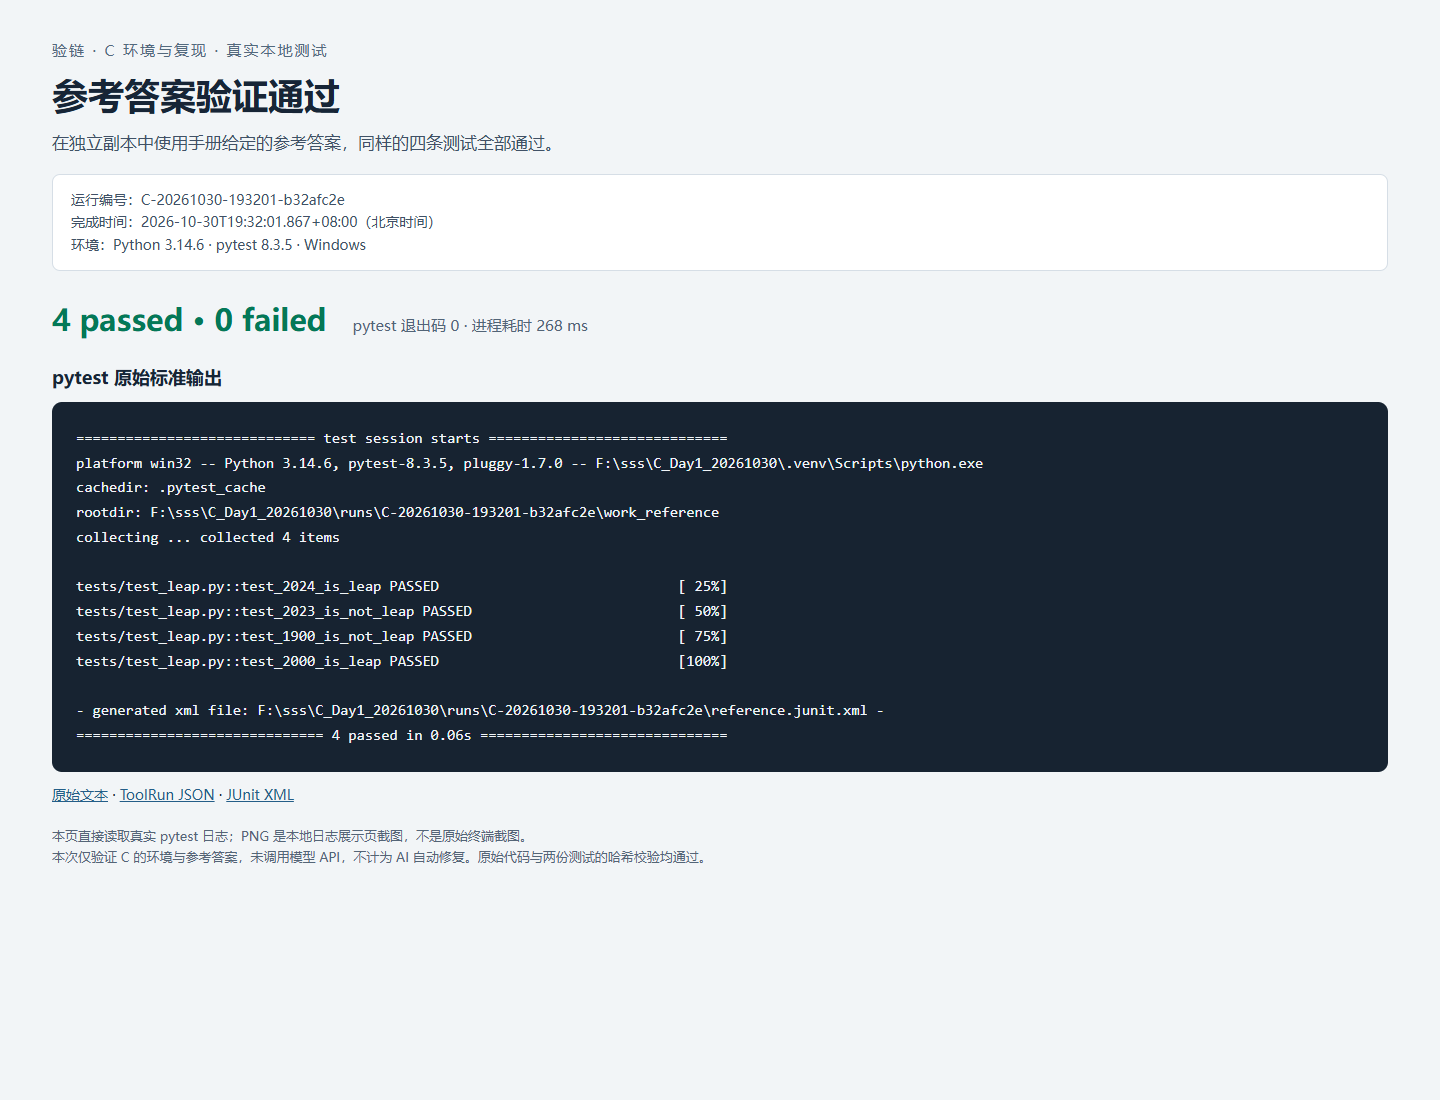 验链 · C 环境与复现 · 真实本地测试
参考答案验证通过
在独立副本中使用手册给定的参考答案，同样的四条测试全部通过。
运行编号：C-20261030-193201-b32afc2e
完成时间：2026-10-30T19:32:01.867+08:00（北京时间）
环境：Python 3.14.6 · pytest 8.3.5 · Windows
4 passed • 0 failed pytest 退出码 0 · 进程耗时 268 ms
pytest 原始标准输出
============================= test session starts =============================
platform win32 -- Python 3.14.6, pytest-8.3.5, pluggy-1.7.0 -- F:\sss\C_Day1_20261030\.venv\Scripts\python.exe
cachedir: .pytest_cache
rootdir: F:\sss\C_Day1_20261030\runs\C-20261030-193201-b32afc2e\work_reference
collecting ... collected 4 items
tests/test_leap.py::test_2024_is_leap PASSED                             [ 25%]
tests/test_leap.py::test_2023_is_not_leap PASSED                         [ 50%]
tests/test_leap.py::test_1900_is_not_leap PASSED                         [ 75%]
tests/test_leap.py::test_2000_is_leap PASSED                             [100%]
- generated xml file: F:\sss\C_Day1_20261030\runs\C-20261030-193201-b32afc2e\reference.junit.xml -
============================== 4 passed in 0.06s ==============================
原始文本 · ToolRun JSON · JUnit XML
本页直接读取真实 pytest 日志；PNG 是本地日志展示页截图，不是原始终端截图。
本次仅验证 C 的环境与参考答案，未调用模型 API，不计为 AI 自动修复。原始代码与两份测试的哈希校验均通过。